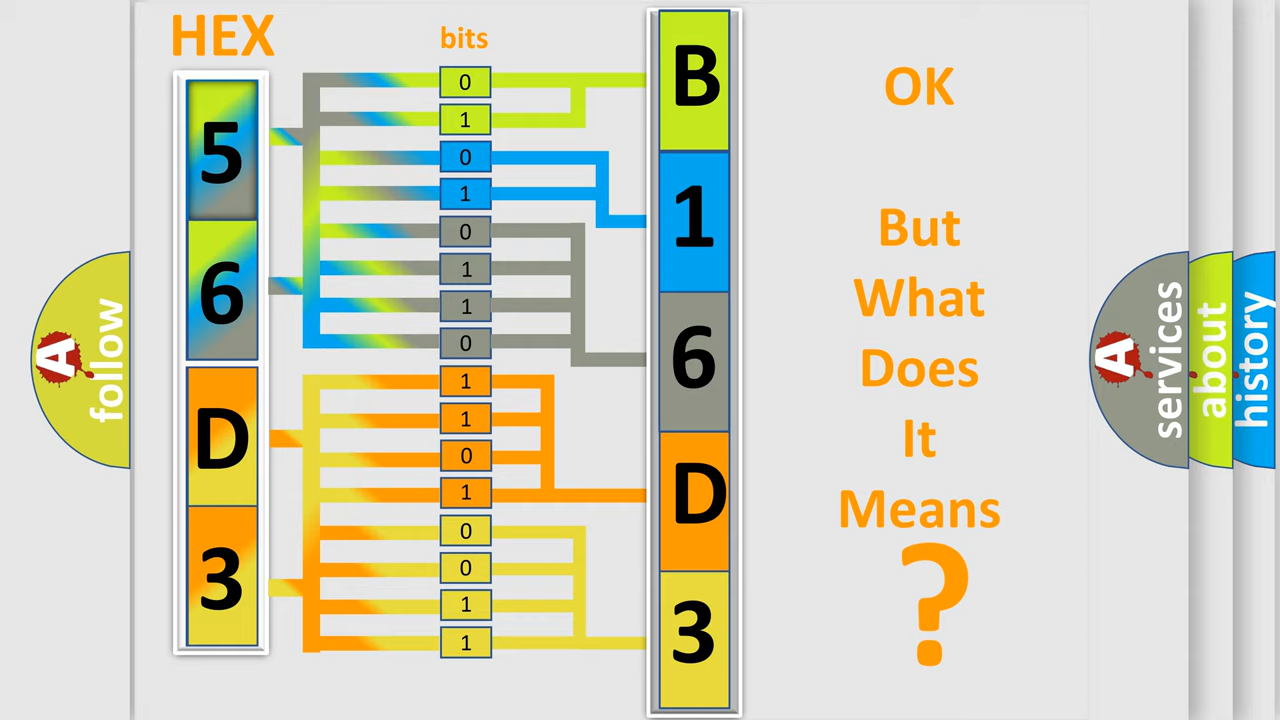 HEX
bits
5
6
D
3
0
1
0
1
0
1
1
0
1
1
0
1
0
0
1
1
B
1
6
D
3
OK
But
What
Does
It
Means
?
A
follow
A
services
about
history